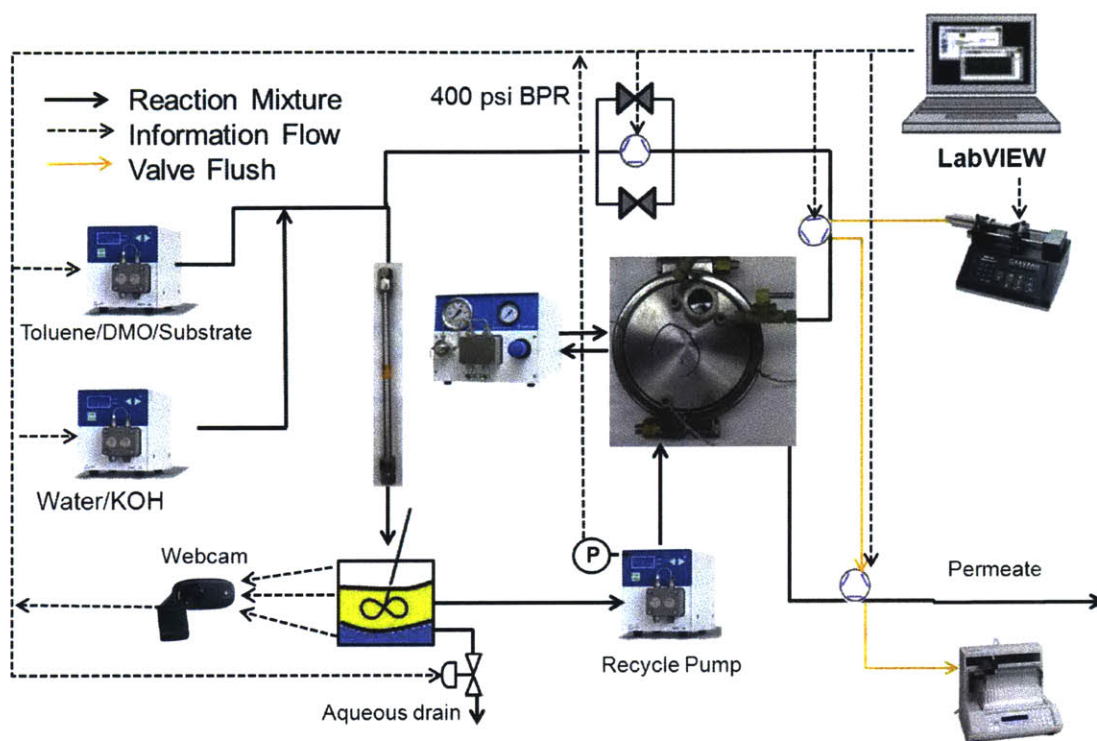 400 psi BPR
Reaction Mixture
Information Flow
Valve Flush
LabVIEW
Toluene/DMO/Substrate
Water/KOH
Webcam
P
Permeate
Recycle Pump
Aqueous drain